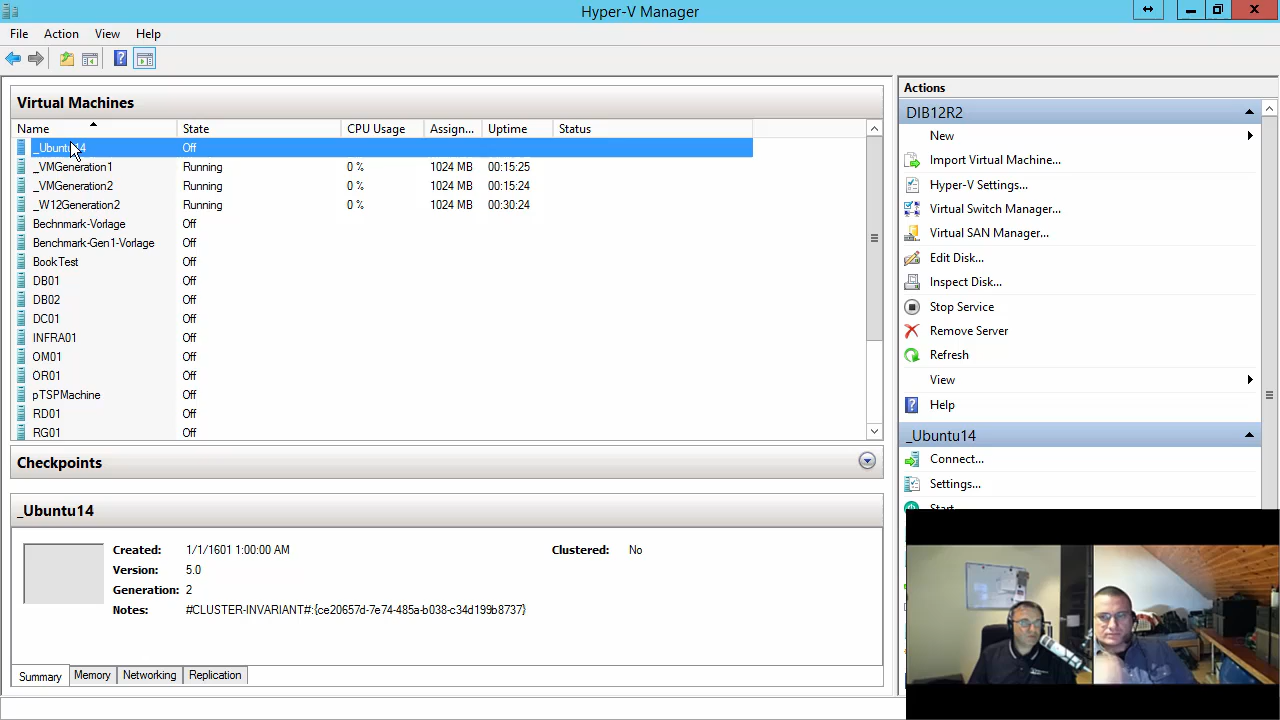 Hyper-V Manager
File Action View Help
Virtual Machines
Name State CPU Usage Assign... Uptime Status
_Ubuntu14 Off
_VMGeneration1 Running 0 % 1024 MB 00:15:25
_VMGeneration2 Running 0 % 1024 MB 00:15:24
_W12Generation2 Running 0 % 1024 MB 00:30:24
Bechnmark-Vorlage Off
Benchmark-Gen1-Vorlage Off
BookTest Off
DB01 Off
DB02 Off
DC01 Off
INFRA01 Off
OM01 Off
OR01 Off
pTSPMachine Off
RD01 Off
RG01 Off
Checkpoints
_Ubuntu14
Created: 1/1/1601 1:00:00 AM Clustered: No
Version: 5.0
Generation: 2
Notes: #CLUSTER-INVARIANT#:{ce20657d-7e74-485a-b038-c34d199b8737}
Summary Memory Networking Replication
Actions
DIB12R2
New
Import Virtual Machine...
Hyper-V Settings...
Virtual Switch Manager...
Virtual SAN Manager...
Edit Disk...
Inspect Disk...
Stop Service
Remove Server
Refresh
View
Help
_Ubuntu14
Connect...
Settings...
Start